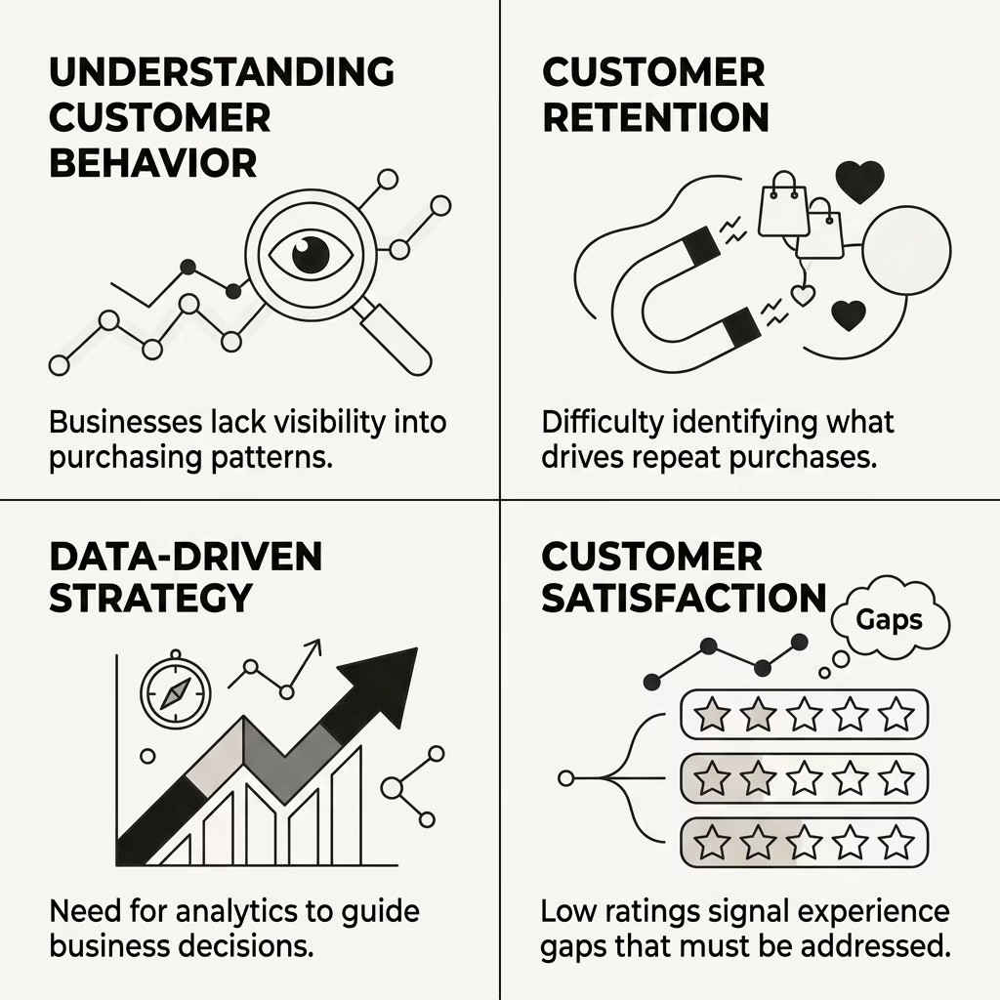 UNDERSTANDING
CUSTOMER
BEHAVIOR
Businesses lack visibility into
purchasing patterns.
CUSTOMER
RETENTION
Difficulty identifying what
drives repeat purchases.
DATA-DRIVEN
STRATEGY
Need for analytics to guide
business decisions.
CUSTOMER
SATISFACTION
Gaps
Low ratings signal experience
gaps that must be addressed.